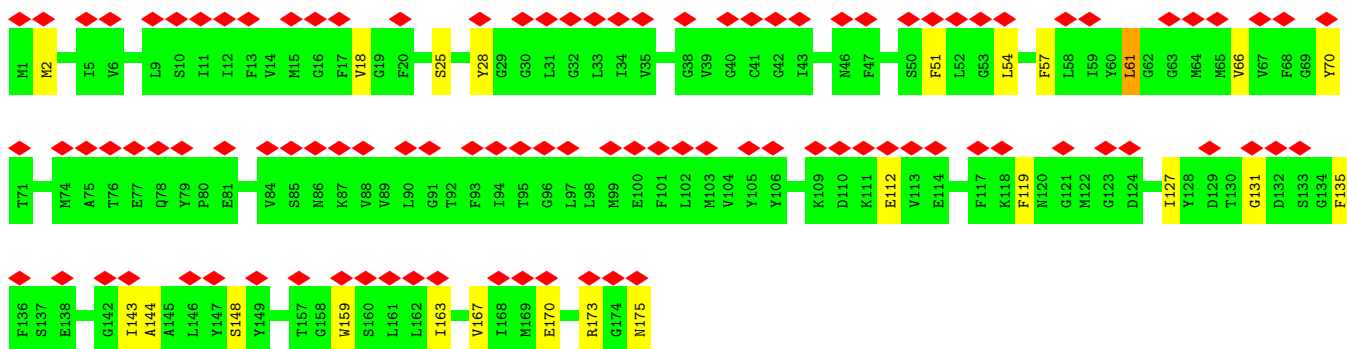 M1 M2 I5 V6 L9 S10 I11 I12 F13 V14 M15 G16 F17 V18 G19 F20 S25 Y28 G29 G30 L31 G32 L33 I34 V35 G38 V39 G40 C41 G42 I43 N46 F47 S50 F51 L52 G53 L54 F57 L58 I59 Y60 L61 G62 G63 M64 M65 V66 V67 F68 G69 Y70
T71 M74 A75 T76 E77 Q78 Y79 P80 E81 V84 S85 N86 K87 V88 V89 L90 G91 T92 F93 I94 T95 G96 L97 L98 M99 E100 F101 L102 M103 V104 Y105 Y106 K109 D110 K111 E112 V113 E114 F117 K118 F119 N120 G121 M122 G123 D124 I127 Y128 D129 T130 G131 D132 S133 G134 F135
F136 S137 E138 G142 I143 A144 A145 L146 Y147 S148 Y149 T157 G158 W159 S160 L161 L162 I163 V167 I168 M169 E170 R173 G174 N175